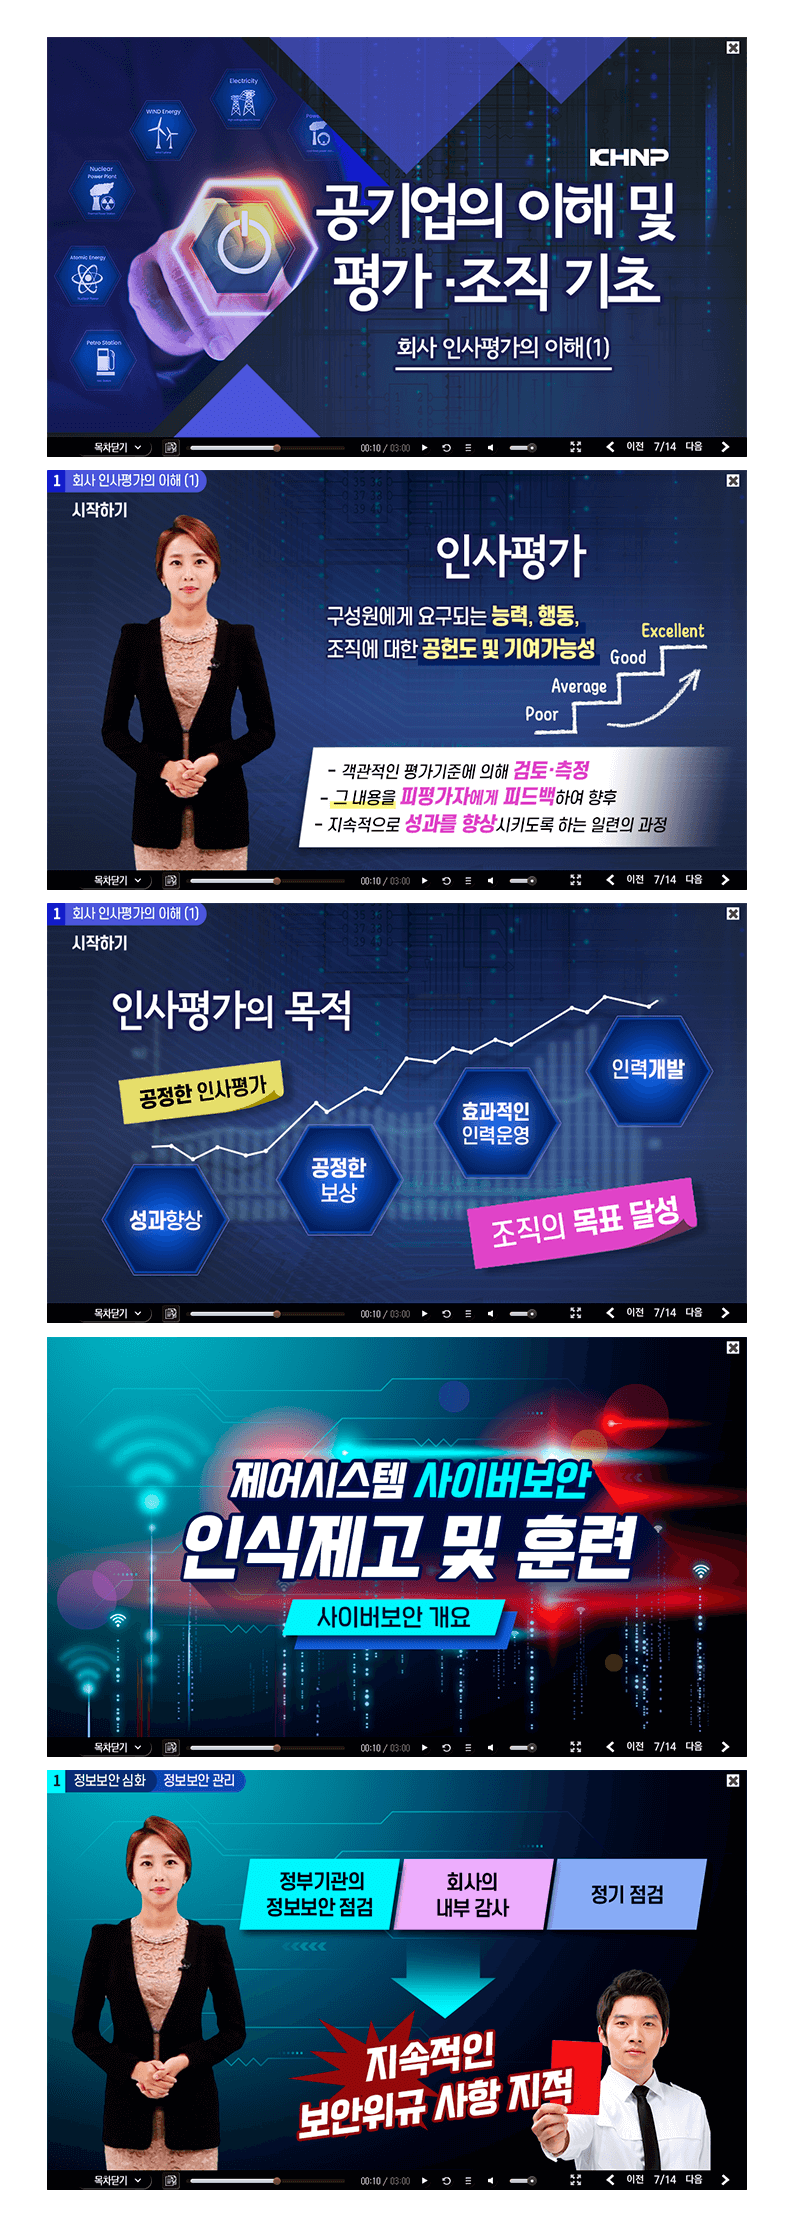 Electricity
WIND Energy
Nuclear
Power Plant
Atomic Energy
Petro Station
KHNP
공기업의 이해 및
평가·조직 기초
회사 인사평가의 이해(1)
목차닫기
00:10 / 03:00
이전 7/14 다음
1 회사 인사평가의 이해 (1)
시작하기
인사평가
구성원에게 요구되는 능력, 행동,
조직에 대한 공헌도 및 기여가능성
Excellent
Good
Average
Poor
- 객관적인 평가기준에 의해 검토·측정
- 그 내용을 피평가자에게 피드백하여 향후
- 지속적으로 성과를 향상시키도록 하는 일련의 과정
목차닫기
00:10 / 03:00
이전 7/14 다음
1 회사 인사평가의 이해 (1)
시작하기
인사평가의 목적
공정한 인사평가
인력개발
효과적인
인력운영
공정한
보상
성과향상
조직의 목표 달성
목차닫기
00:10 / 03:00
이전 7/14 다음
제어시스템 사이버보안
인식제고 및 훈련
사이버보안 개요
목차닫기
00:10 / 03:00
이전 7/14 다음
1 정보보안 심화 정보보안 관리
정부기관의
정보보안 점검
회사의
내부 감사
정기 점검
지속적인
보안위규 사항 지적
목차닫기
00:10 / 03:00
이전 7/14 다음